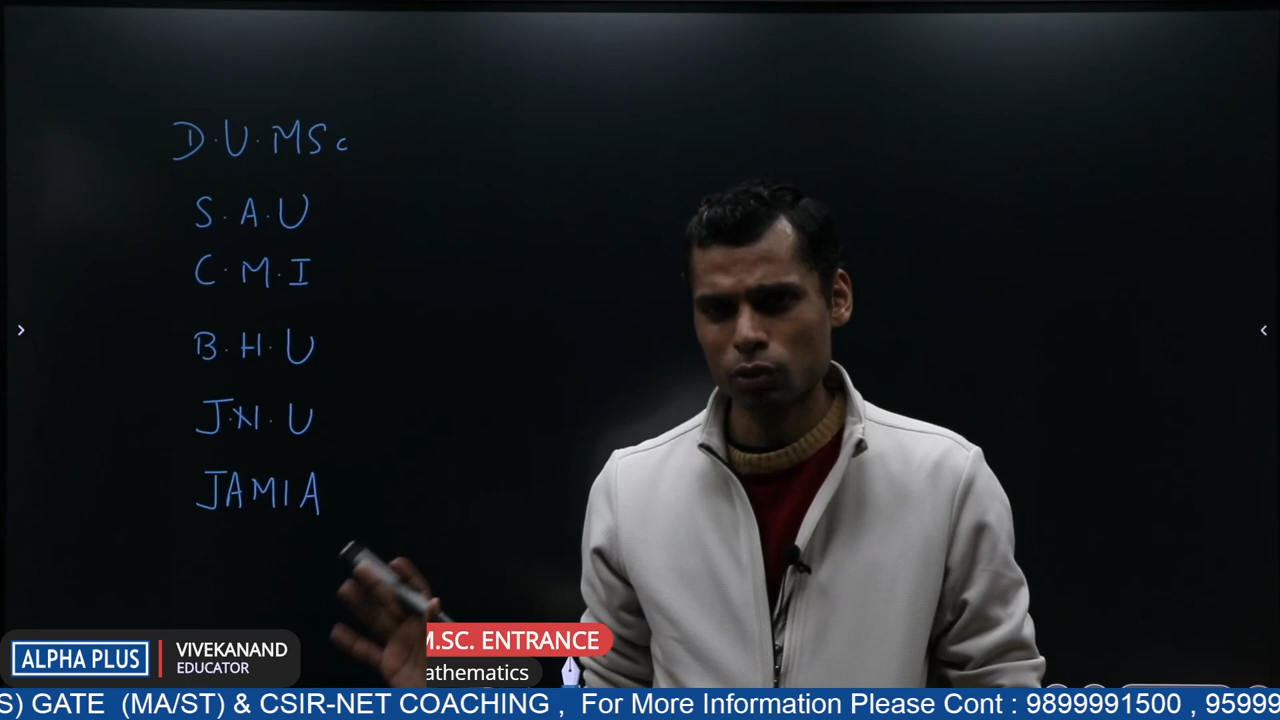 D.U.MSc
S.A.U
C.M.I
B.H.U
J.N.U
JAMIA
M.SC. ENTRANCE
ALPHA PLUS
VIVEKANAND
EDUCATOR
athematics
S) GATE (MA/ST) & CSIR-NET COACHING , For More Information Please Cont : 9899991500 , 95999